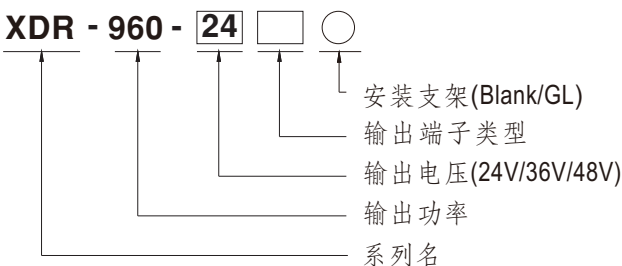 XDR - 960 - 24
安装支架(Blank/GL)
输出端子类型
输出电压(24V/36V/48V)
输出功率
系列名